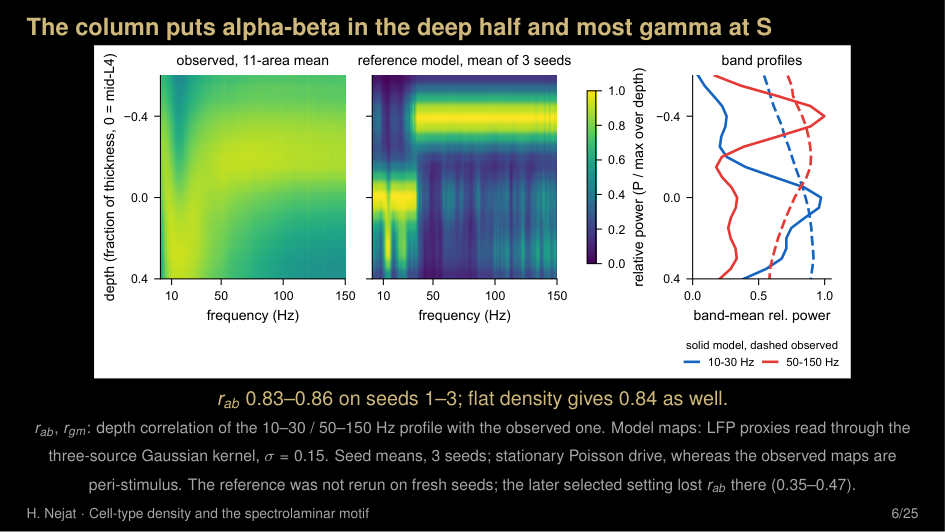 The column puts alpha-beta in the deep half and most gamma at S
observed, 11-area mean
reference model, mean of 3 seeds
band profiles
depth (fraction of thickness, 0 = mid-L4)
−0.4
0.0
0.4
10
50
100
150
frequency (Hz)
10
50
100
150
frequency (Hz)
1.0
0.8
0.6
0.4
0.2
0.0
relative power (P / max over depth)
−0.4
0.0
0.4
0.0
0.5
1.0
band-mean rel. power
solid model, dashed observed
10-30 Hz
50-150 Hz
r_ab 0.83–0.86 on seeds 1–3; flat density gives 0.84 as well.
r_ab, r_gm: depth correlation of the 10–30 / 50–150 Hz profile with the observed one. Model maps: LFP proxies read through the
three-source Gaussian kernel, σ = 0.15. Seed means, 3 seeds; stationary Poisson drive, whereas the observed maps are
peri-stimulus. The reference was not rerun on fresh seeds; the later selected setting lost r_ab there (0.35–0.47).
H. Nejat · Cell-type density and the spectrolaminar motif
6/25